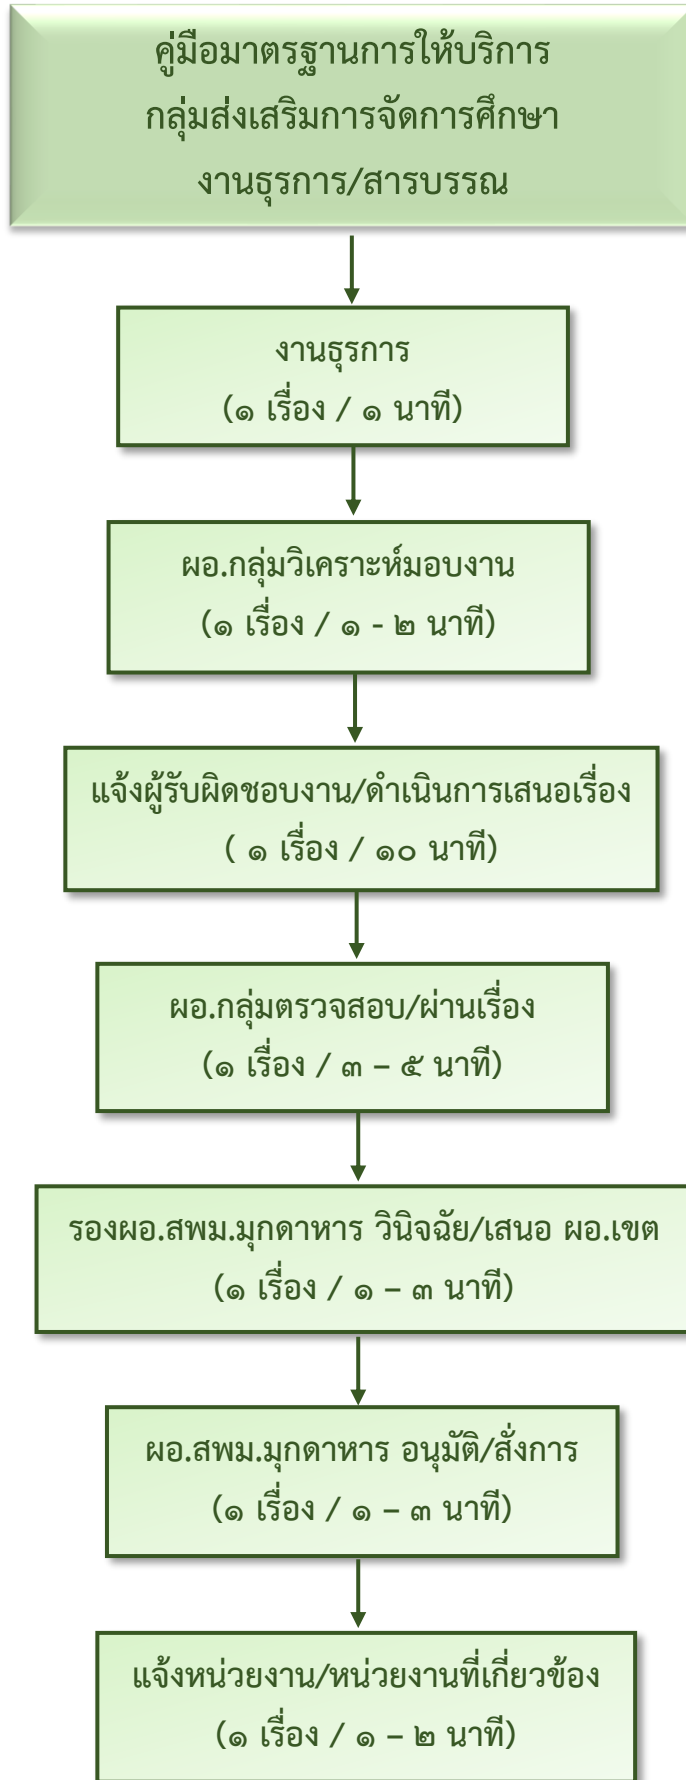 คู่มือมาตรฐานการให้บริการ
กลุ่มส่งเสริมการจัดการศึกษา
งานธุรการ/สารบรรณ
งานธุรการ
(๑ เรื่อง / ๑ นาที)
ผอ.กลุ่มวิเคราะห์มอบงาน
(๑ เรื่อง / ๑ - ๒ นาที)
แจ้งผู้รับผิดชอบงาน/ดำเนินการเสนอเรื่อง
( ๑ เรื่อง / ๑๐ นาที)
ผอ.กลุ่มตรวจสอบ/ผ่านเรื่อง
(๑ เรื่อง / ๓ – ๕ นาที)
รองผอ.สพม.มุกดาหาร วินิจฉัย/เสนอ ผอ.เขต
(๑ เรื่อง / ๑ – ๓ นาที)
ผอ.สพม.มุกดาหาร อนุมัติ/สั่งการ
(๑ เรื่อง / ๑ – ๓ นาที)
แจ้งหน่วยงาน/หน่วยงานที่เกี่ยวข้อง
(๑ เรื่อง / ๑ – ๒ นาที)